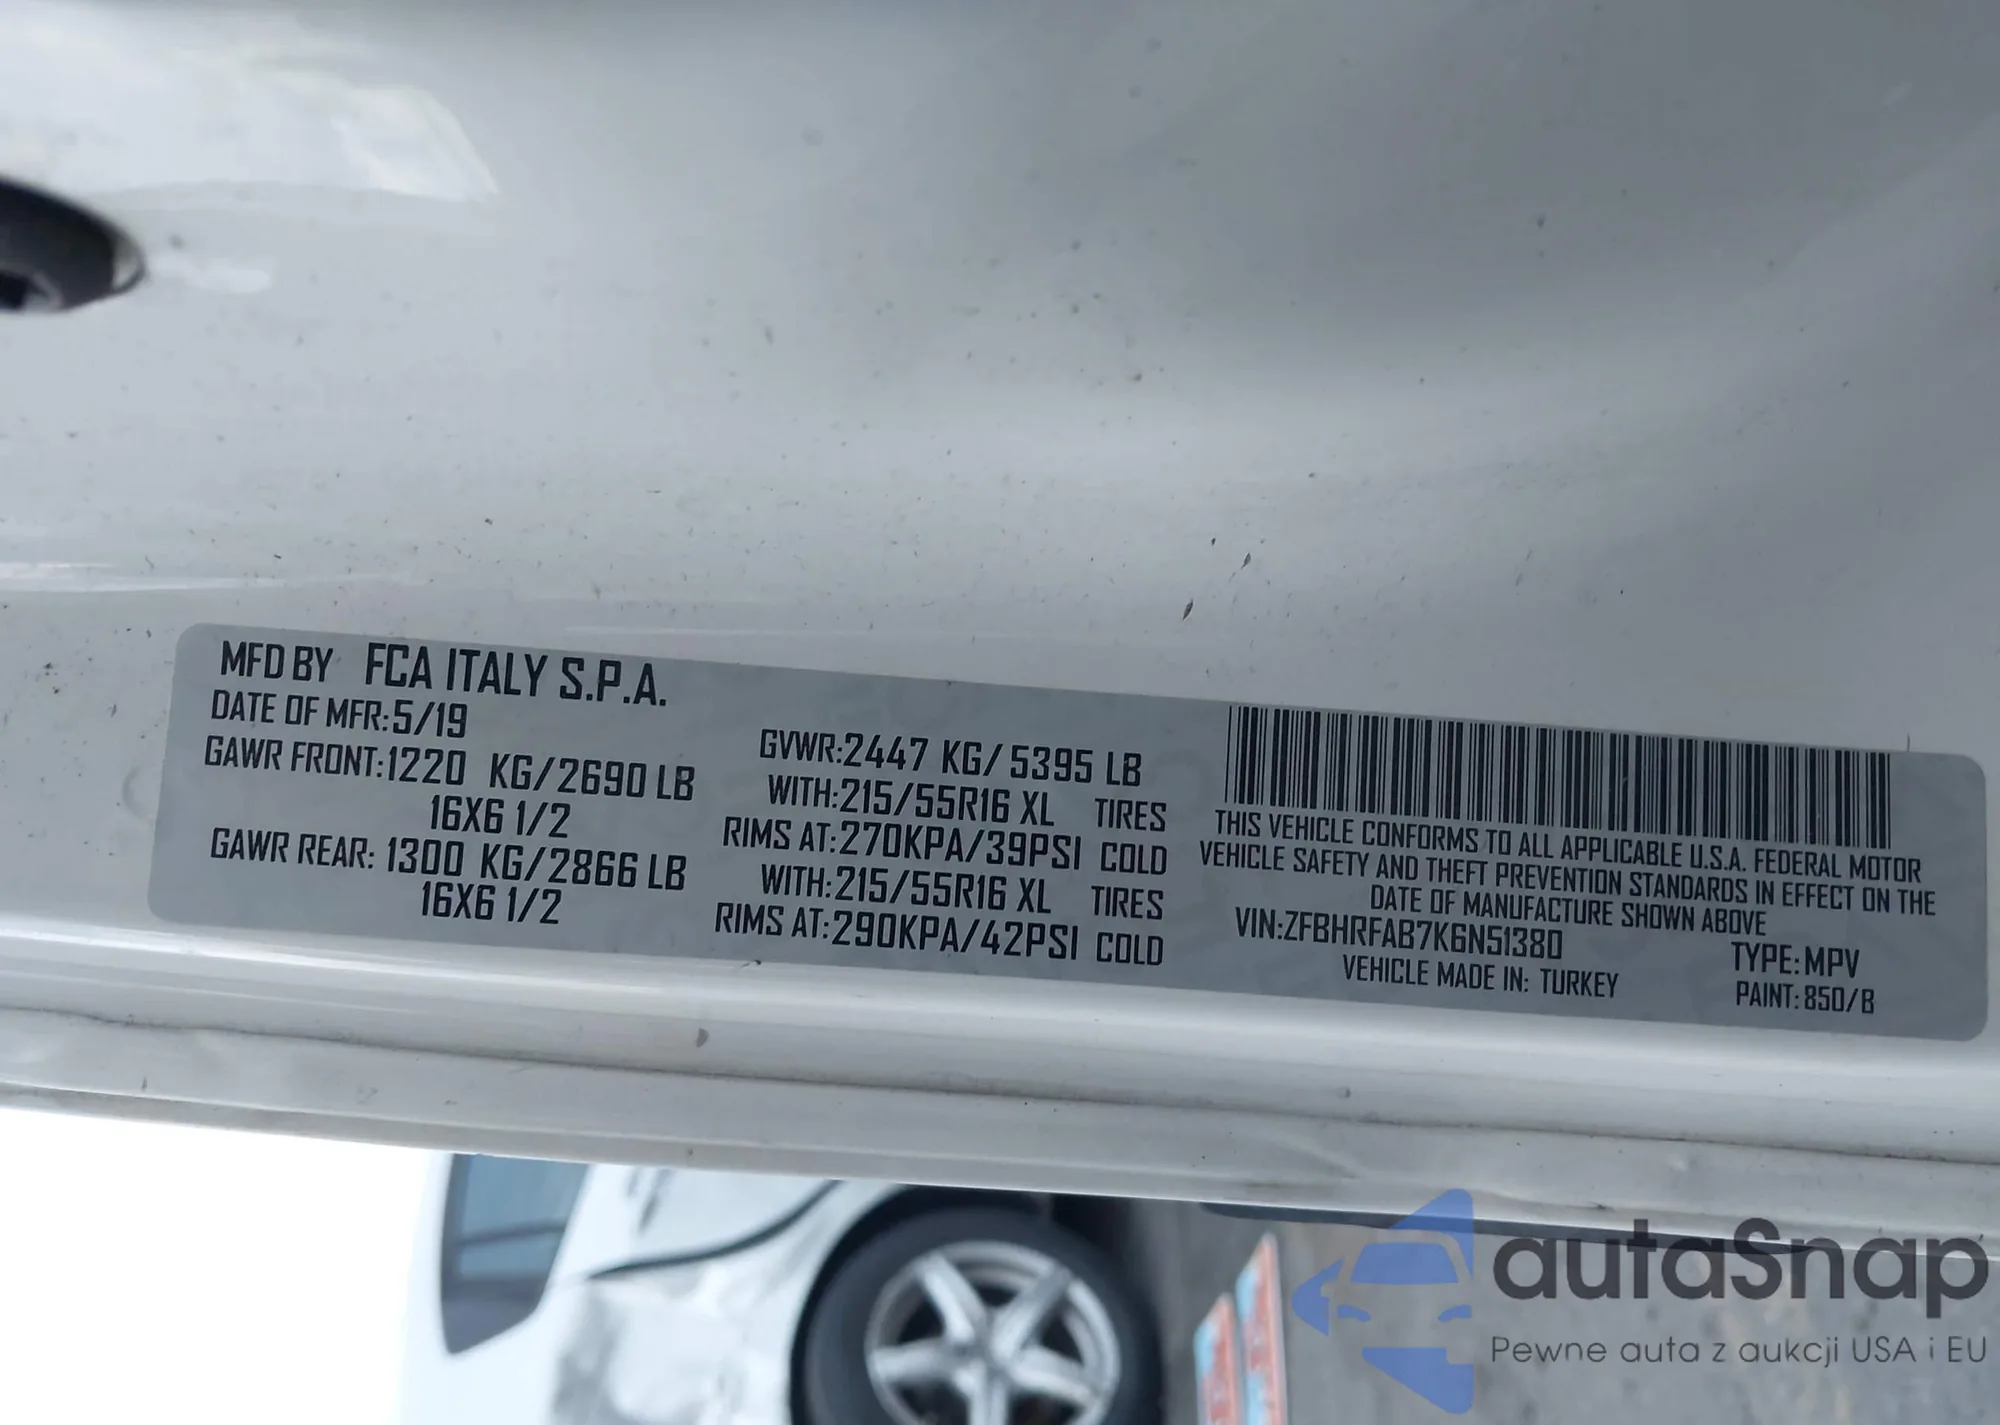 MFD BY FCA ITALY S.P.A.
DATE OF MFR:5/19
GAWR FRONT:1220 KG/2690 LB
16X6 1/2
GAWR REAR: 1300 KG/2866 LB
16X6 1/2
GVWR:2447 KG/5395 LB
WITH:215/55R16 XL TIRES
RIMS AT:270KPA/39PSI COLD
WITH:215/55R16 XL TIRES
RIMS AT:290KPA/42PSI COLD
THIS VEHICLE CONFORMS TO ALL APPLICABLE U.S.A. FEDERAL MOTOR
VEHICLE SAFETY AND THEFT PREVENTION STANDARDS IN EFFECT ON THE
DATE OF MANUFACTURE SHOWN ABOVE
VIN:ZFBHRFAB7K6N51380 TYPE:MPV
VEHICLE MADE IN: TURKEY PAINT:850/B
autaSnap
Pewne auta z aukcji USA i EU